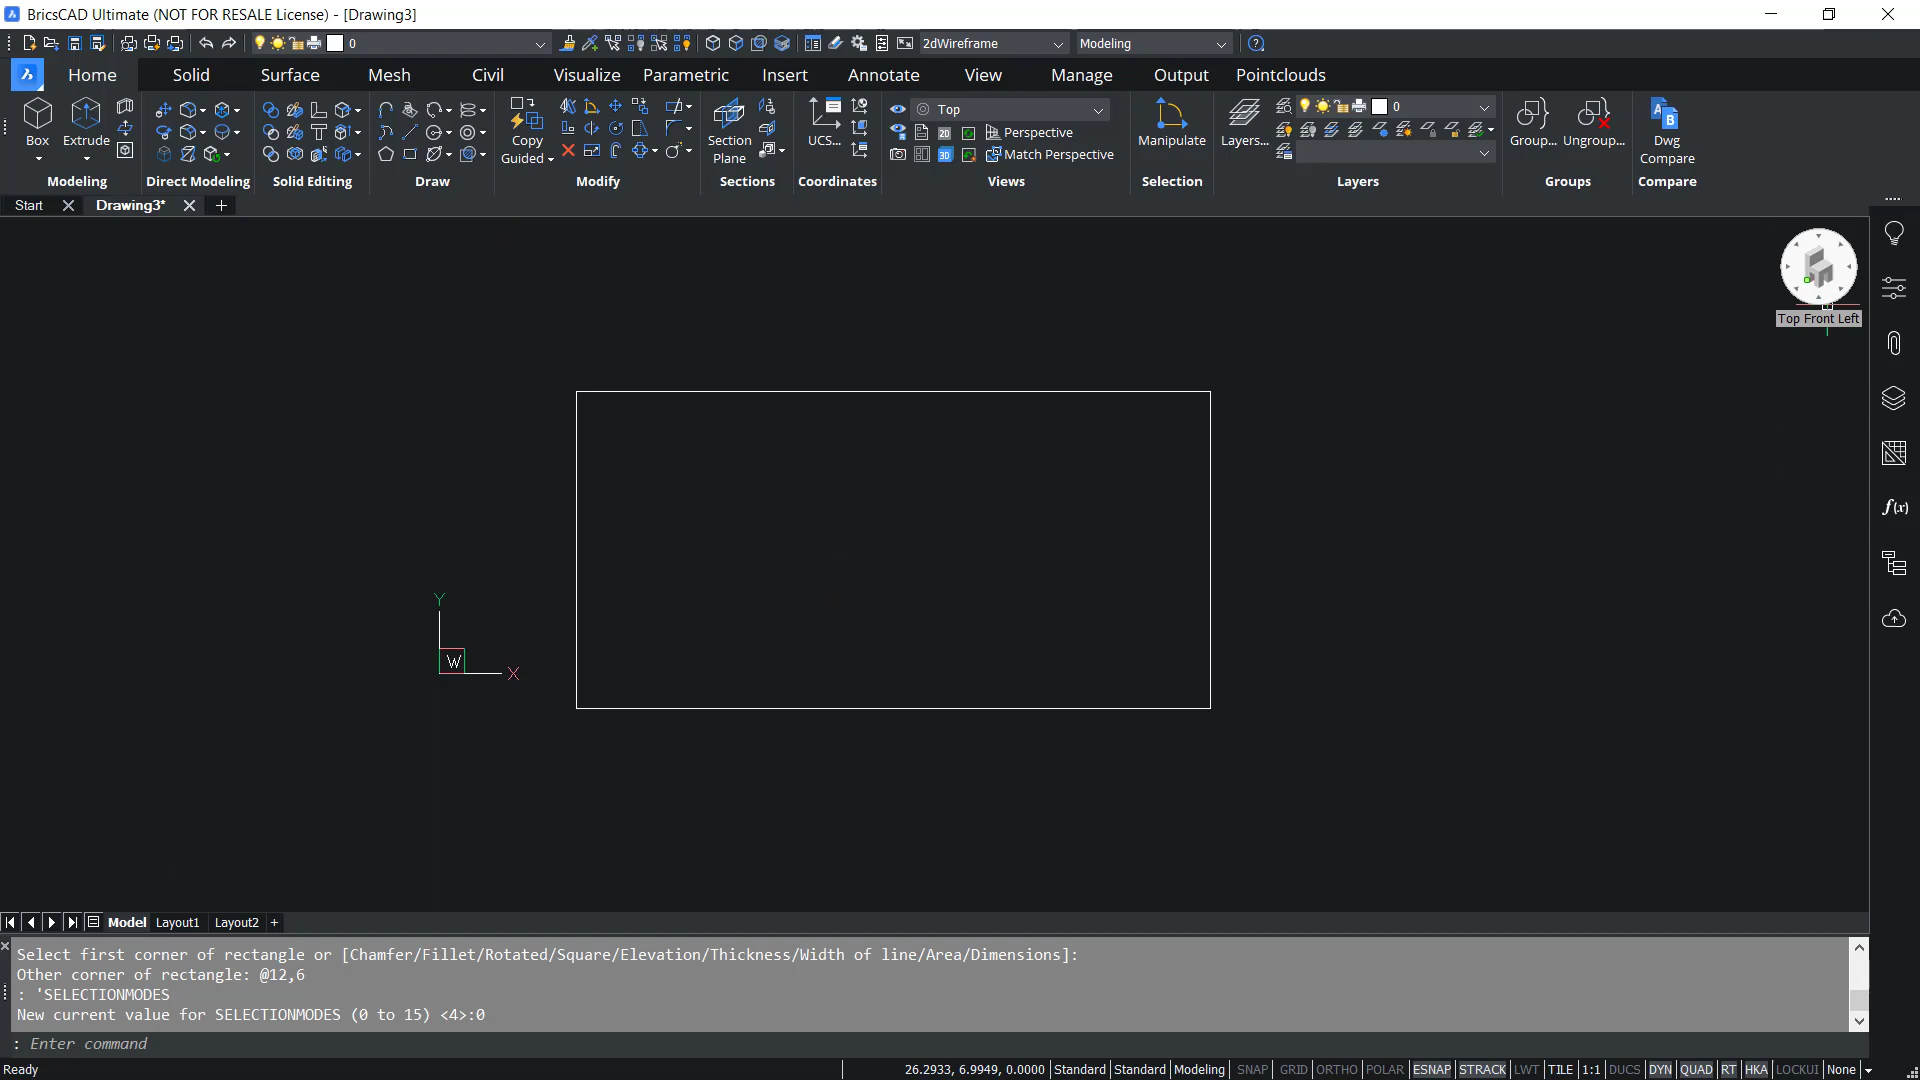 BricsCAD Ultimate (NOT FOR RESALE License) - [Drawing3]
0
2dWireframe
Modeling
Home Solid Surface Mesh Civil Visualize Parametric Insert Annotate View Manage Output Pointclouds
Box
Extrude
Modeling
Direct Modeling
Solid Editing
Draw
Copy
Guided
Modify
Section
Plane
Sections
UCS...
Coordinates
Top
2D
Perspective
3D
Match Perspective
Views
Manipulate
Selection
Layers...
0
Layers
Group...
Ungroup...
Groups
A
B
Dwg
Compare
Compare
Start
Drawing3*
Top Front Left
f(x)
Y
W
X
Model Layout1 Layout2 +
Select first corner of rectangle or [Chamfer/Fillet/Rotated/Square/Elevation/Thickness/Width of line/Area/Dimensions]:
Other corner of rectangle: @12,6
: 'SELECTIONMODES
New current value for SELECTIONMODES (0 to 15) <4>:0
: Enter command
Ready
26.2933, 6.9949, 0.0000 Standard Standard Modeling SNAP GRID ORTHO POLAR ESNAP STRACK LWT TILE 1:1 DUCS DYN QUAD RT HKA LOCKUI None